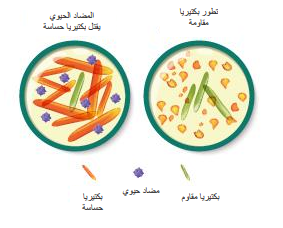 المضاد الحيوي
يقتل بكتيريا حساسة
تطور بكتيريا
مقاومة
بكتيريا مقاوم
مضاد حيوي
بكتيريا
حساسة